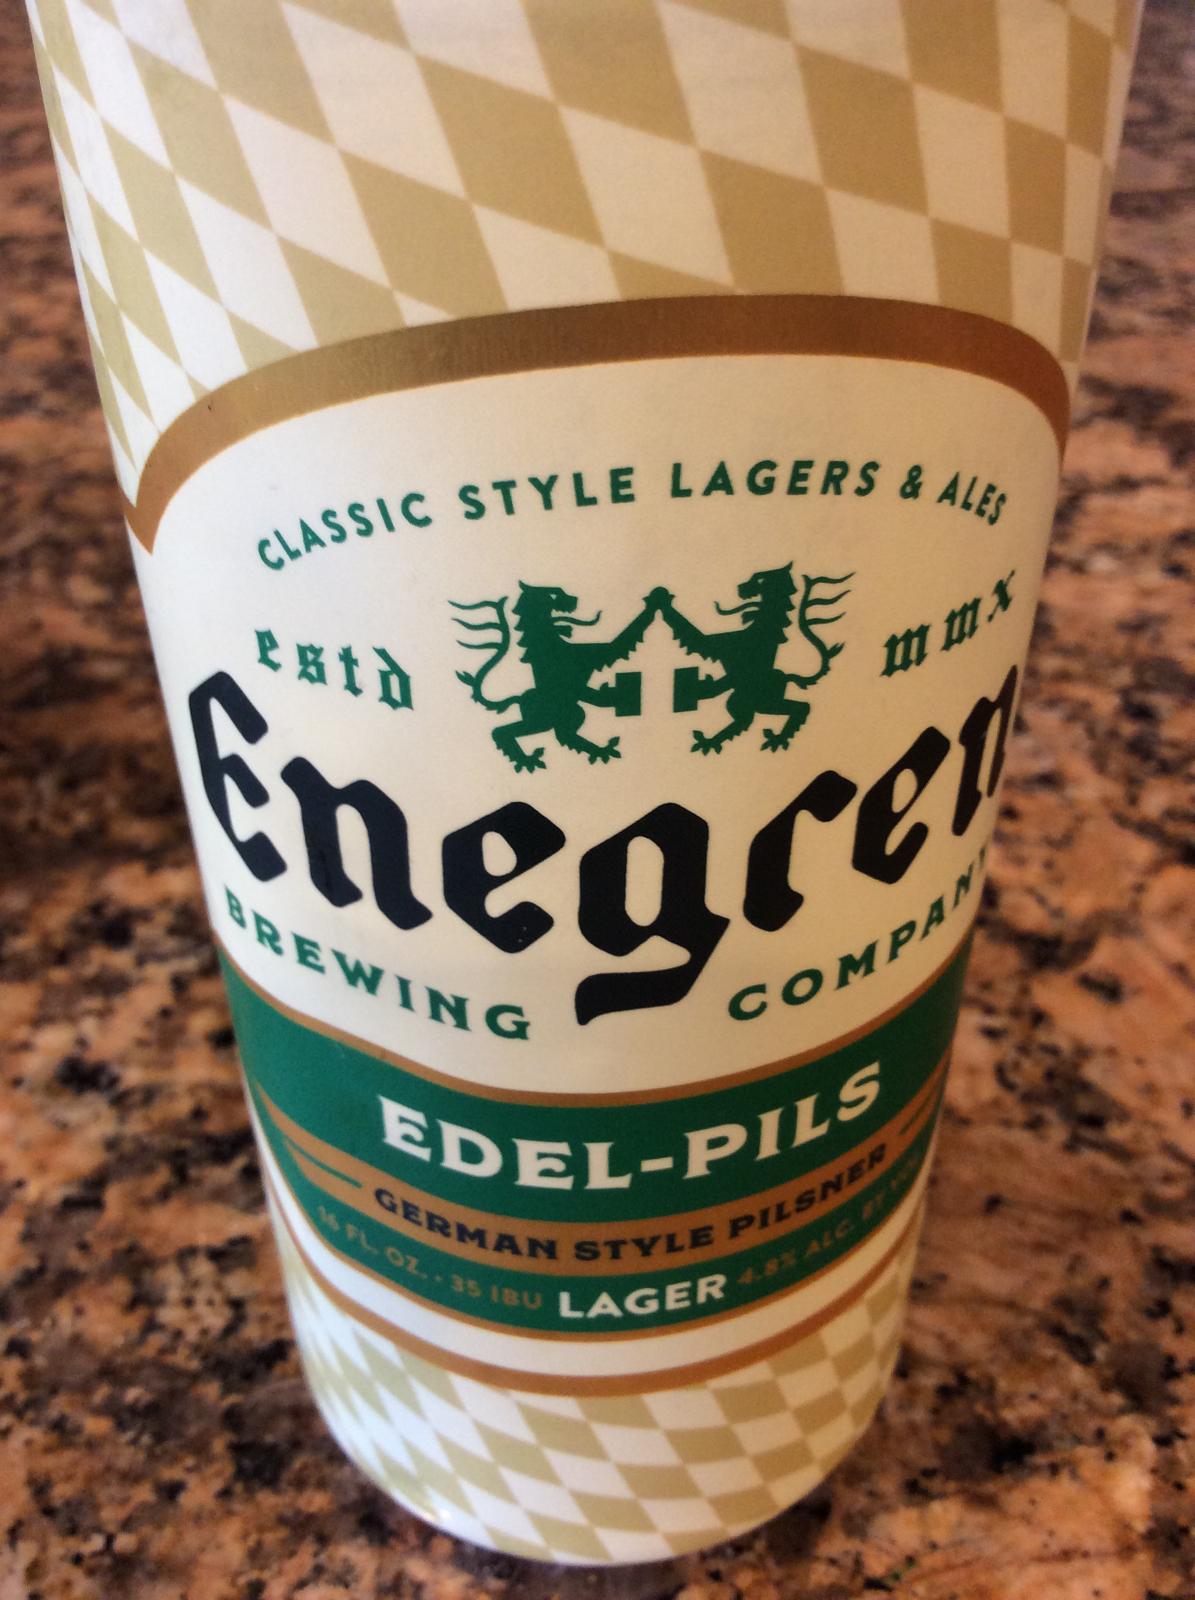 CLASSIC STYLE LAGERS & ALES
estd mmx
Enegren
BREWING COMPANY
EDEL-PILS
GERMAN STYLE PILSNER
16 FL. OZ. • 35 IBU LAGER 4.8% ALC. BY VOL.